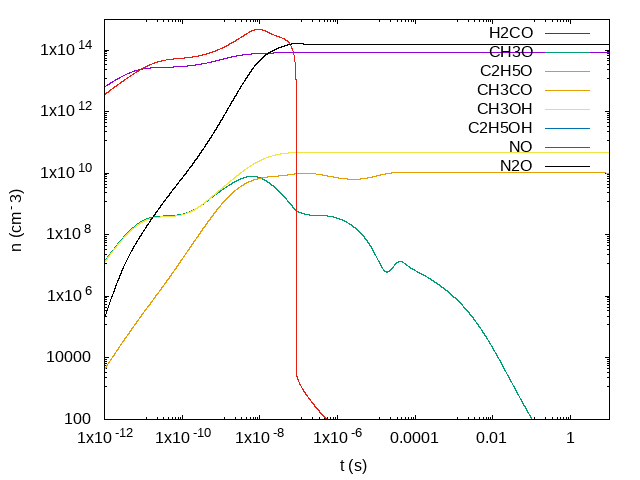 H2CO
CH3O
C2H5O
CH3CO
CH3OH
C2H5OH
NO
N2O
1x10^14
1x10^12
1x10^10
1x10^8
1x10^6
10000
100
n (cm^-3)
1x10^-12
1x10^-10
1x10^-8
1x10^-6
0.0001
0.01
1
t (s)